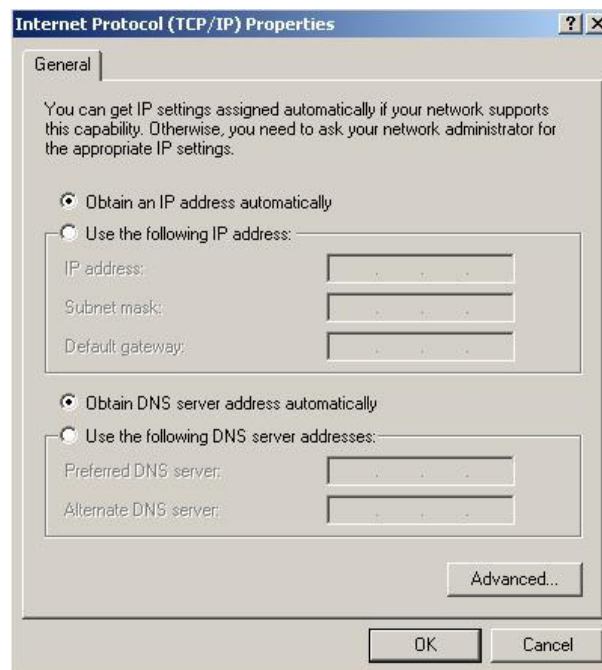 Internet Protocol (TCP/IP) Properties
General
You can get IP settings assigned automatically if your network supports
this capability. Otherwise, you need to ask your network administrator for
the appropriate IP settings.
Obtain an IP address automatically
Use the following IP address:
IP address:
Subnet mask:
Default gateway:
Obtain DNS server address automatically
Use the following DNS server addresses:
Preferred DNS server:
Alternate DNS server:
Advanced...
OK Cancel